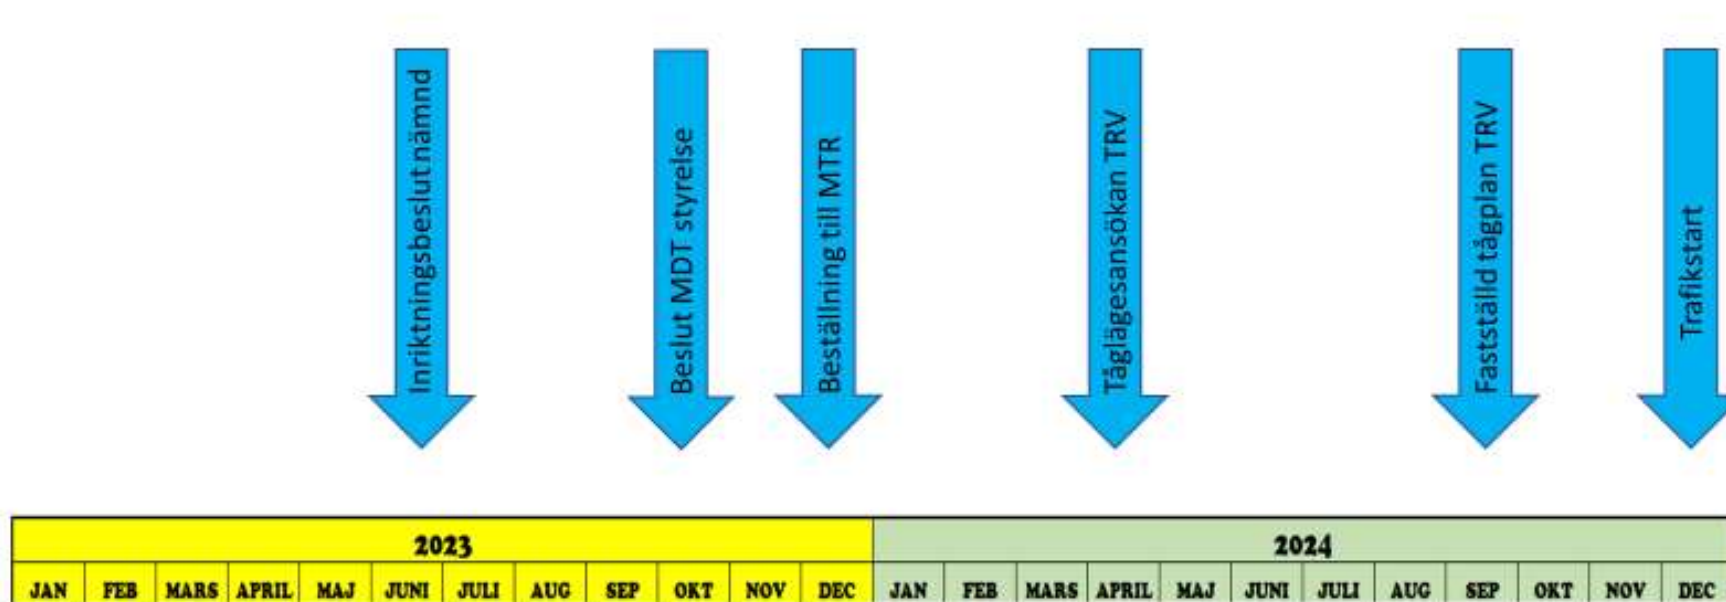 Inriktningsbeslut nämnd
Beslut MDT styrelse
Beställning till MTR
Tåglägesansökan TRV
Fastställd tågplan TRV
Trafikstart
2023 2024
JAN FEB MARS APRIL MAJ JUNI JULI AUG SEP OKT NOV DEC JAN FEB MARS APRIL MAJ JUNI JULI AUG SEP OKT NOV DEC